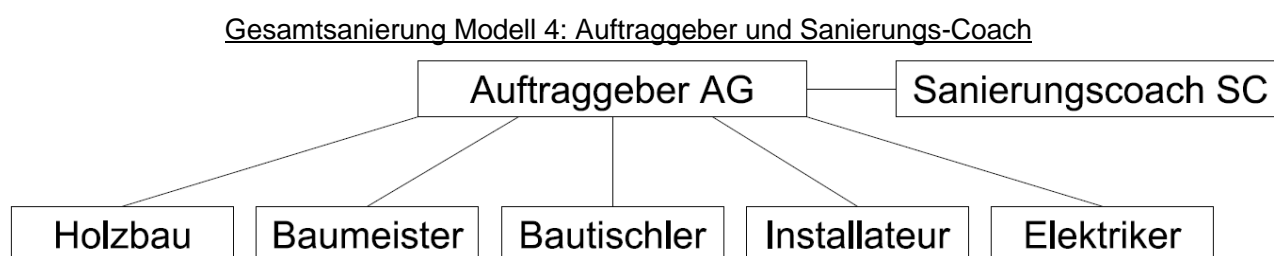 Gesamtsanierung Modell 4: Auftraggeber und Sanierungs-Coach
Auftraggeber AG Sanierungscoach SC
Holzbau Baumeister Bautischler Installateur Elektriker